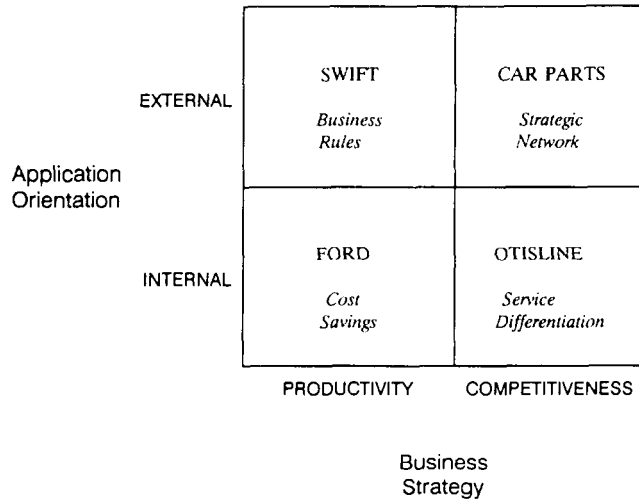 SWIFT
CAR PARTS
EXTERNAL
Business
Rules
Strategic
Network
Application
Orientation
FORD
OTISLINE
INTERNAL
Cost
Savings
Service
Differentiation
PRODUCTIVITY
COMPETITIVENESS
Business
Strategy